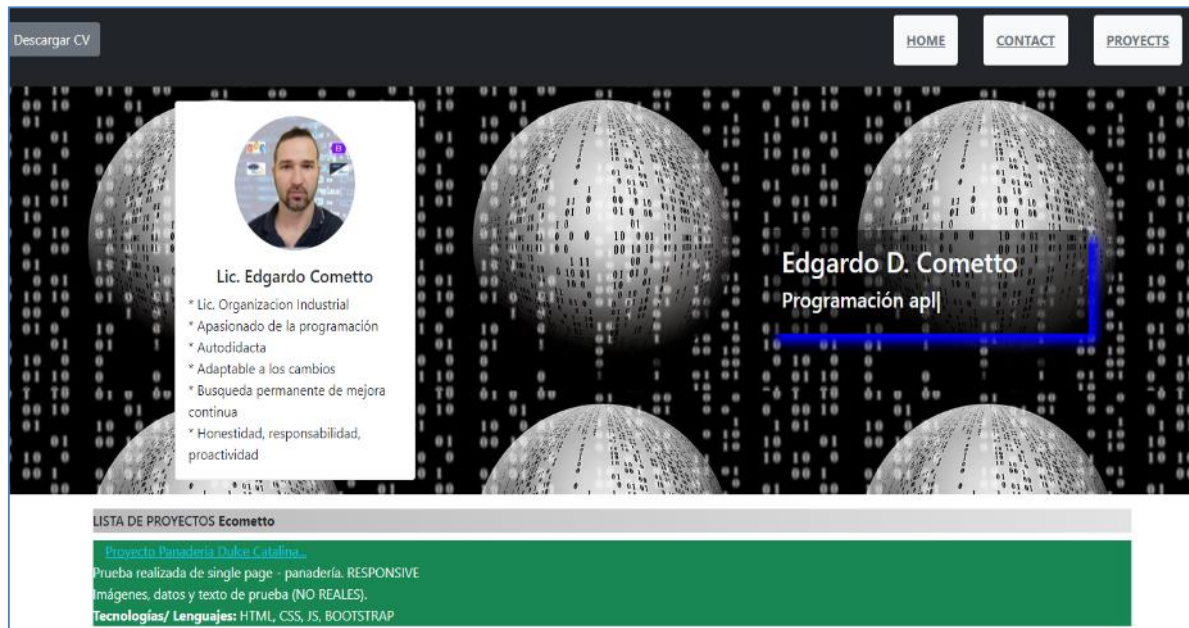 Descargar CV
HOME
CONTACT
PROYECTS
Lic. Edgardo Cometto
* Lic. Organizacion Industrial
* Apasionado de la programación
* Autodidacta
* Adaptable a los cambios
* Busqueda permanente de mejora
continua
* Honestidad, responsabilidad,
proactividad
Edgardo D. Cometto
Programación apl|
LISTA DE PROYECTOS Ecometto
Proyecto Panaderia Dulce Catalina...
Prueba realizada de single page - panadería. RESPONSIVE
Imágenes, datos y texto de prueba (NO REALES).
Tecnologías/ Lenguajes: HTML, CSS, JS, BOOTSTRAP